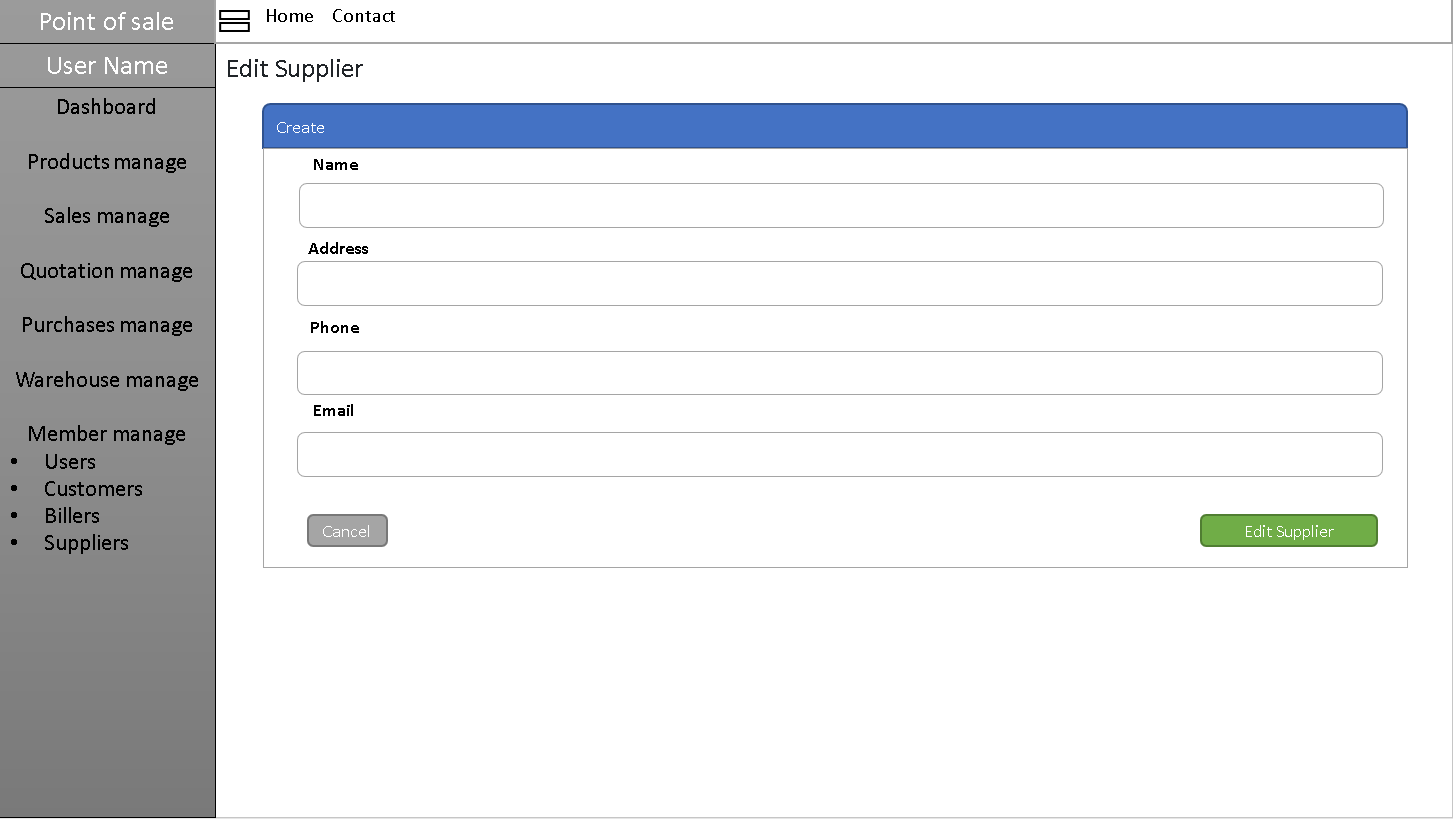 Point of sale
Home Contact
User Name
Dashboard
Products manage
Sales manage
Quotation manage
Purchases manage
Warehouse manage
Member manage
• Users
• Customers
• Billers
• Suppliers
Edit Supplier
Create
Name
Address
Phone
Email
Cancel
Edit Supplier